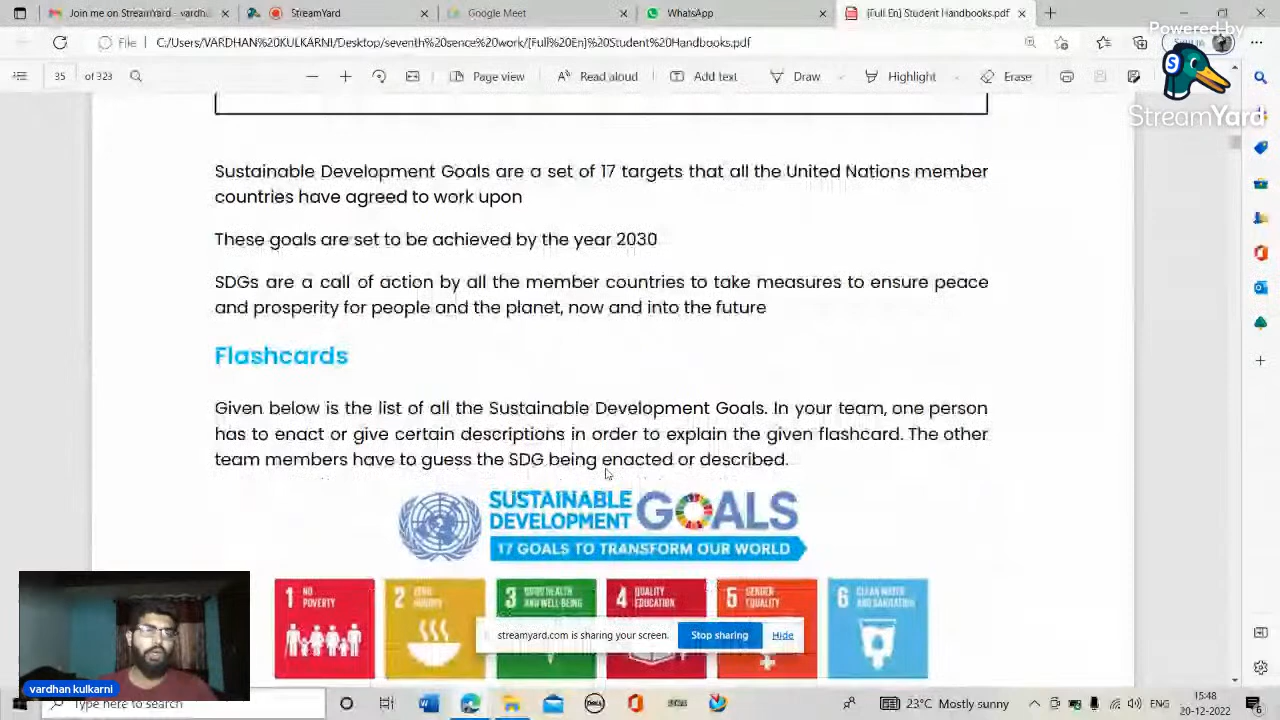 Join me on StreamYard
StreamYard
Google Meet
WhatsApp
[Full En] Student Handbooks.pdf
Powered by
File
C:/Users/VARDHAN%20KULKARNI/Desktop/seventh%20sence%20work/[Full%20En]%20Student%20Handbooks.pdf
35 of 323
Page view
Read aloud
Add text
Draw
Highlight
Erase
StreamYard
Sustainable Development Goals are a set of 17 targets that all the United Nations member
countries have agreed to work upon
These goals are set to be achieved by the year 2030
SDGs are a call of action by all the member countries to take measures to ensure peace
and prosperity for people and the planet, now and into the future
Flashcards
Given below is the list of all the Sustainable Development Goals. In your team, one person
has to enact or give certain descriptions in order to explain the given flashcard. The other
team members have to guess the SDG being enacted or described.
SUSTAINABLE
DEVELOPMENT
GOALS
17 GOALS TO TRANSFORM OUR WORLD
1 NO
POVERTY
2 ZERO
HUNGER
3 GOOD HEALTH
AND WELL-BEING
4 QUALITY
EDUCATION
5 GENDER
EQUALITY
6 CLEAN WATER
AND SANITATION
streamyard.com is sharing your screen.
Stop sharing
Hide
vardhan kulkarni
Type here to search
23°C Mostly sunny
ENG
15:48
20-12-2022